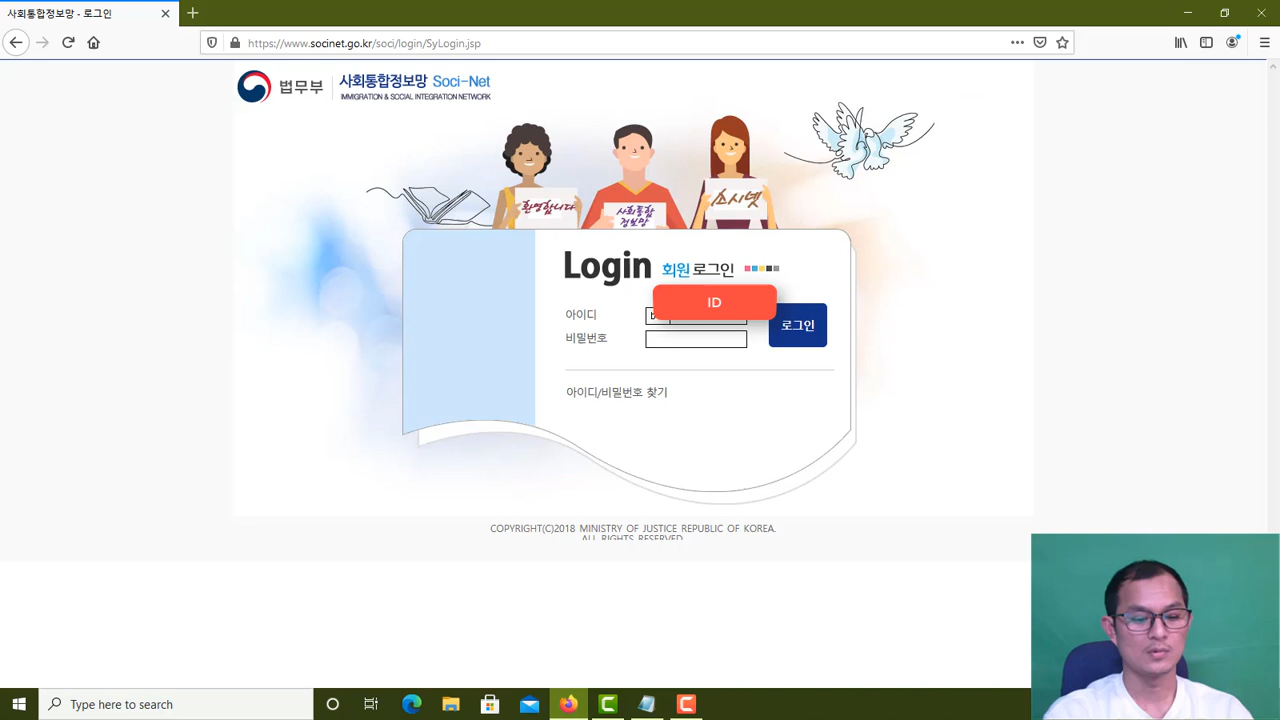 사회통합정보망 - 로그인
https://www.socinet.go.kr/soci/login/SyLogin.jsp
법무부
사회통합정보망 Soci-Net
IMMIGRATION & SOCIAL INTEGRATION NETWORK
환영합니다
사회통합
정보망
소시넷
Login 회원 로그인
ID
아이디
로그인
비밀번호
아이디/비밀번호 찾기
COPYRIGHT(C)2018 MINISTRY OF JUSTICE REPUBLIC OF KOREA.
ALL RIGHTS RESERVED.
Type here to search